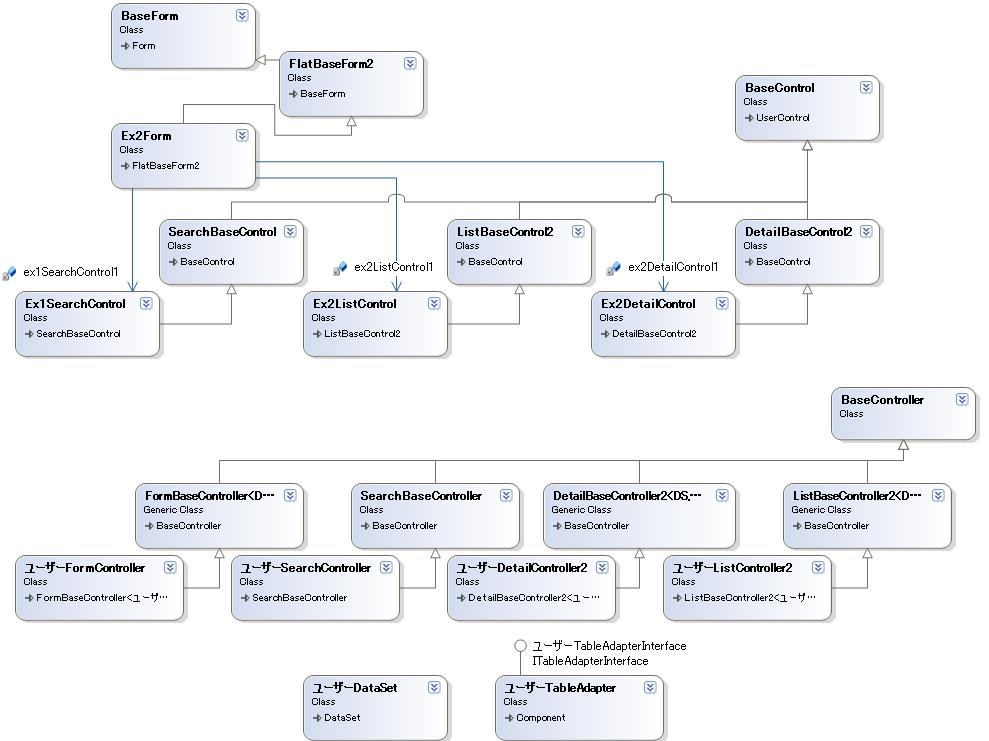 BaseForm
Class
Form
FlatBaseForm2
Class
BaseForm
BaseControl
Class
UserControl
Ex2Form
Class
FlatBaseForm2
SearchBaseControl
Class
BaseControl
ListBaseControl2
Class
BaseControl
DetailBaseControl2
Class
BaseControl
ex1SearchControl1
ex2ListControl1
ex2DetailControl1
Ex1SearchControl
Class
SearchBaseControl
Ex2ListControl
Class
ListBaseControl2
Ex2DetailControl
Class
DetailBaseControl2
BaseController
Class
FormBaseController<D…
Generic Class
BaseController
SearchBaseController
Class
BaseController
DetailBaseController2<DS,…
Generic Class
BaseController
ListBaseController2<D…
Generic Class
BaseController
ユーザーFormController
Class
FormBaseController<ユーザ…
ユーザーSearchController
Class
SearchBaseController
ユーザーDetailController2
Class
DetailBaseController2<ユー…
ユーザーListController2
Class
ListBaseController2<ユーザ…
ユーザーTableAdapterInterface
ITableAdapterInterface
ユーザーDataSet
Class
DataSet
ユーザーTableAdapter
Class
Component